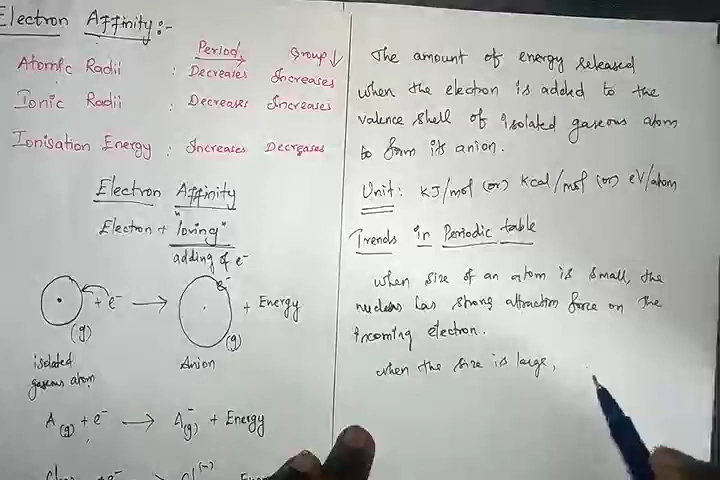 Electron Affinity:-
Period Group↓
Atomic Radii : Decreases Increases
Ionic Radii : Decreases Increases
Ionisation Energy : Increases Decreases
Electron Affinity
Electron + "loving"
adding of e⁻
+ e⁻ → e⁻ + Energy
(g) (g)
isolated
gaseous atom
Anion
A(g) + e⁻ → A⁻(g) + Energy
The amount of energy released
when the electron is added to the
valence shell of isolated gaseous atom
to form its anion.
Unit: KJ/mol (or) Kcal/mol (or) eV/atom
Trends in Periodic table
when size of an atom is small, the
nucleus has strong attraction force on the
incoming electron.
when the size is large,